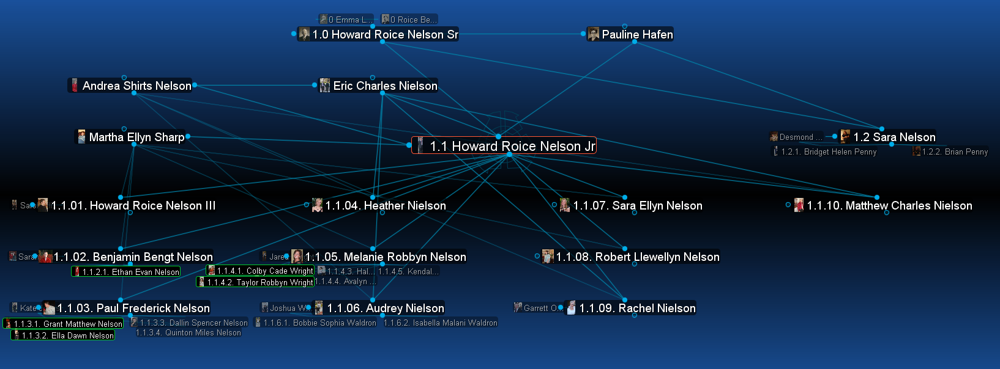 0 Emma L... 0 Roice Be...
1.0 Howard Roice Nelson Sr Pauline Hafen
Andrea Shirts Nelson Eric Charles Nielson
Martha Ellyn Sharp 1.1 Howard Roice Nelson Jr Desmond ... 1.2 Sara Nelson
1.2.1. Bridget Helen Penny 1.2.2. Brian Penny
1.1.01. Howard Roice Nelson III 1.1.04. Heather Nielson 1.1.07. Sara Ellyn Nelson 1.1.10. Matthew Charles Nielson
1.1.02. Benjamin Bengt Nelson 1.1.05. Melanie Robbyn Nelson 1.1.08. Robert Llewellyn Nelson
1.1.2.1. Ethan Evan Nelson 1.1.4.1. Colby Cade Wright 1.1.4.3. Hal... 1.1.4.5. Kendal...
1.1.4.2. Taylor Robbyn Wright 1.1.4.4. Avalyn ...
1.1.03. Paul Frederick Nelson Joshua W... 1.1.06. Audrey Nielson Garrett O... 1.1.09. Rachel Nielson
1.1.3.1. Grant Matthew Nelson 1.1.3.3. Dallin Spencer Nelson 1.1.6.1. Bobbie Sophia Waldron 1.1.6.2. Isabella Malani Waldron
1.1.3.2. Ella Dawn Nelson 1.1.3.4. Quinton Miles Nelson